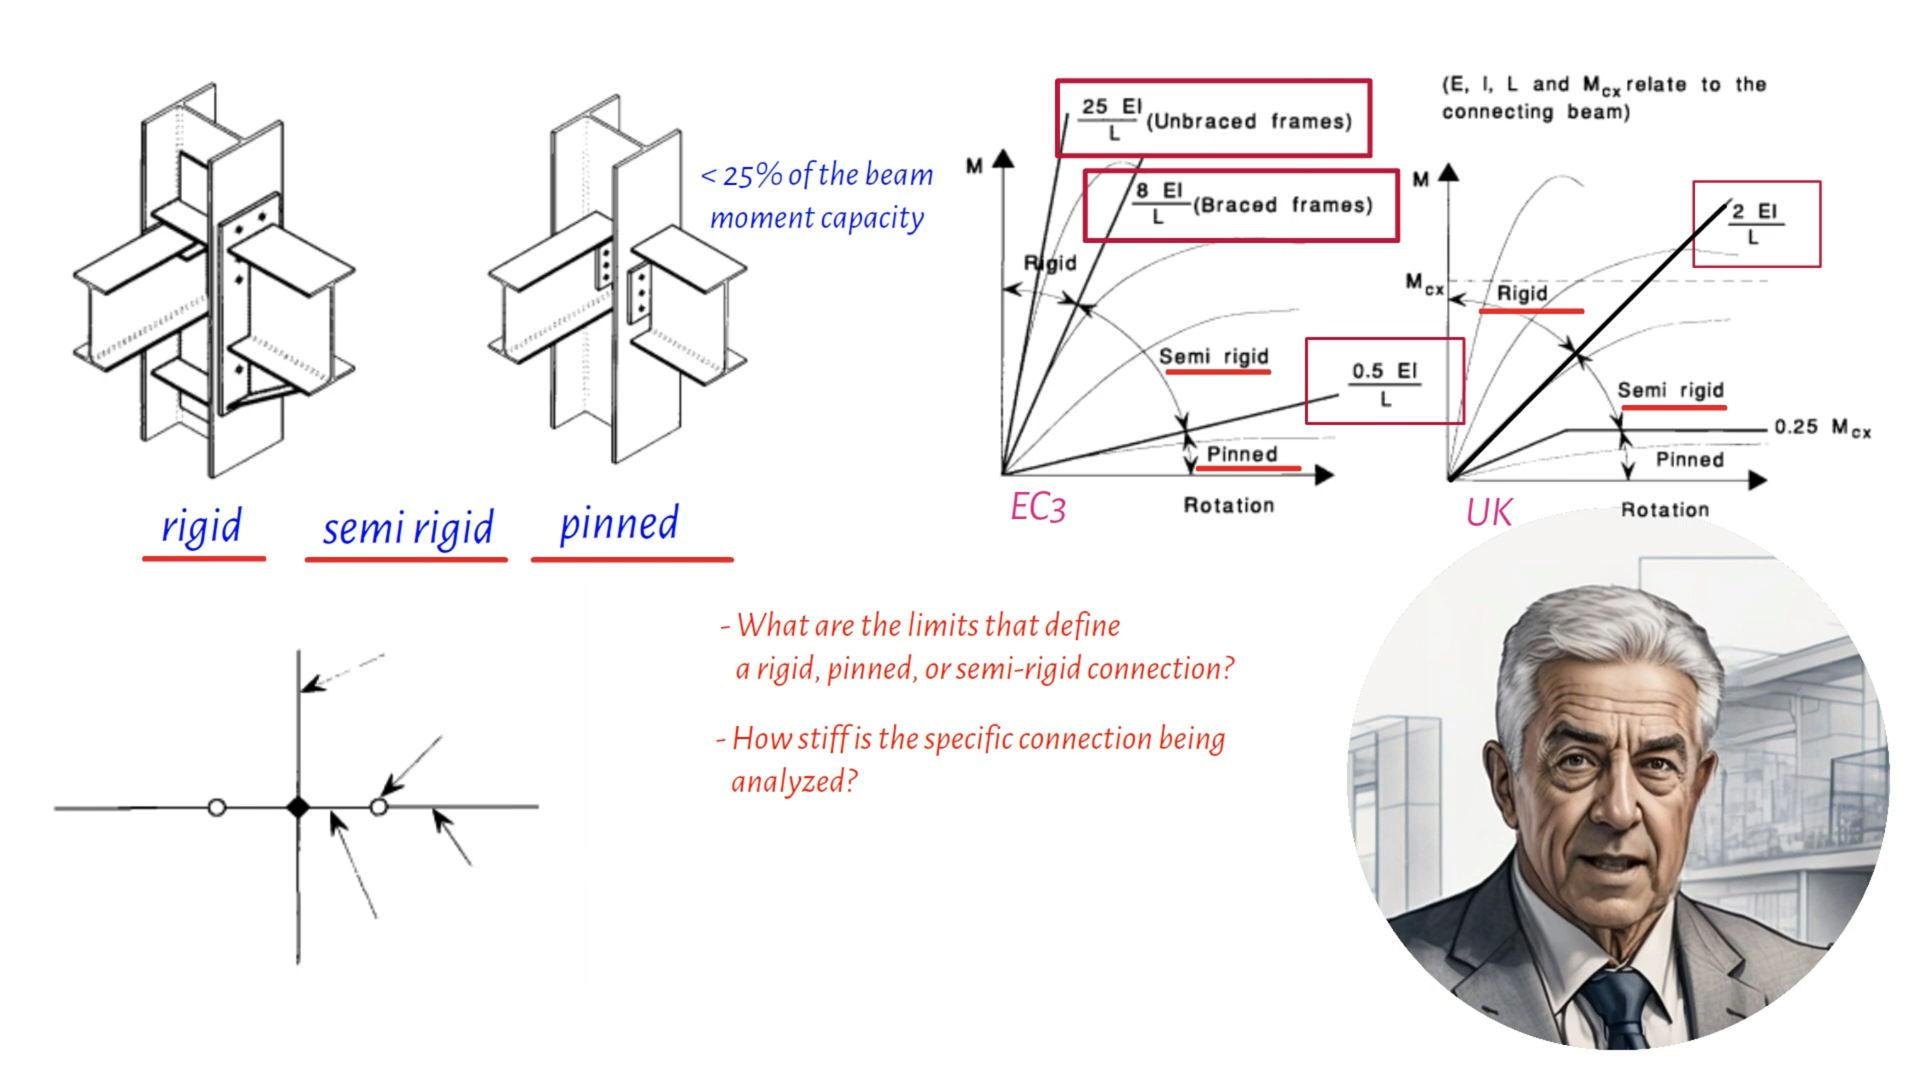 < 25% of the beam
moment capacity
rigid
semi rigid
pinned
M
25 EI
L
(Unbraced frames)
8 EI
L
(Braced frames)
Rigid
Semi rigid
0.5 EI
L
Pinned
EC3
Rotation
(E, I, L and Mcx relate to the
connecting beam)
M
2 EI
L
Mcx
Rigid
Semi rigid
0.25 Mcx
Pinned
UK
Rotation
- What are the limits that define
a rigid, pinned, or semi-rigid connection?
- How stiff is the specific connection being
analyzed?